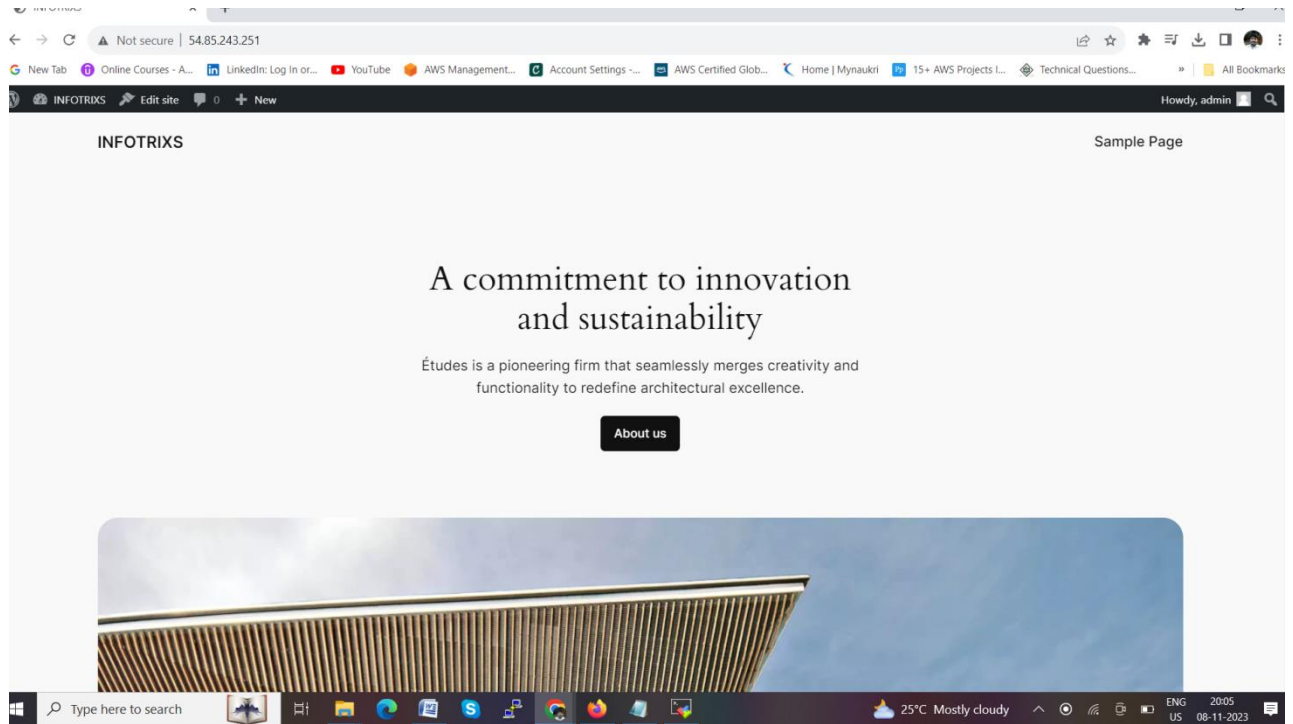 INFOTRIXS
Not secure | 54.85.243.251
New Tab Online Courses - A... LinkedIn: Log In or... YouTube AWS Management... Account Settings -... AWS Certified Glob... Home | Mynaukri 15+ AWS Projects I... Technical Questions... » All Bookmarks
INFOTRIXS Edit site 0 + New Howdy, admin
INFOTRIXS Sample Page
A commitment to innovation
and sustainability
Études is a pioneering firm that seamlessly merges creativity and
functionality to redefine architectural excellence.
About us
Type here to search 25°C Mostly cloudy ENG 20:05
US 08-11-2023